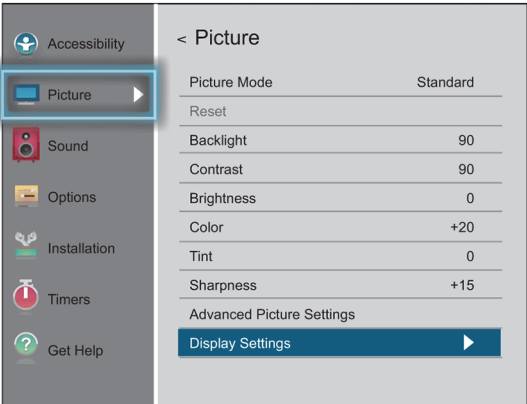 Accessibility
Picture
Sound
Options
Installation
Timers
Get Help
< Picture
Picture Mode Standard
Reset
Backlight 90
Contrast 90
Brightness 0
Color +20
Tint 0
Sharpness +15
Advanced Picture Settings
Display Settings